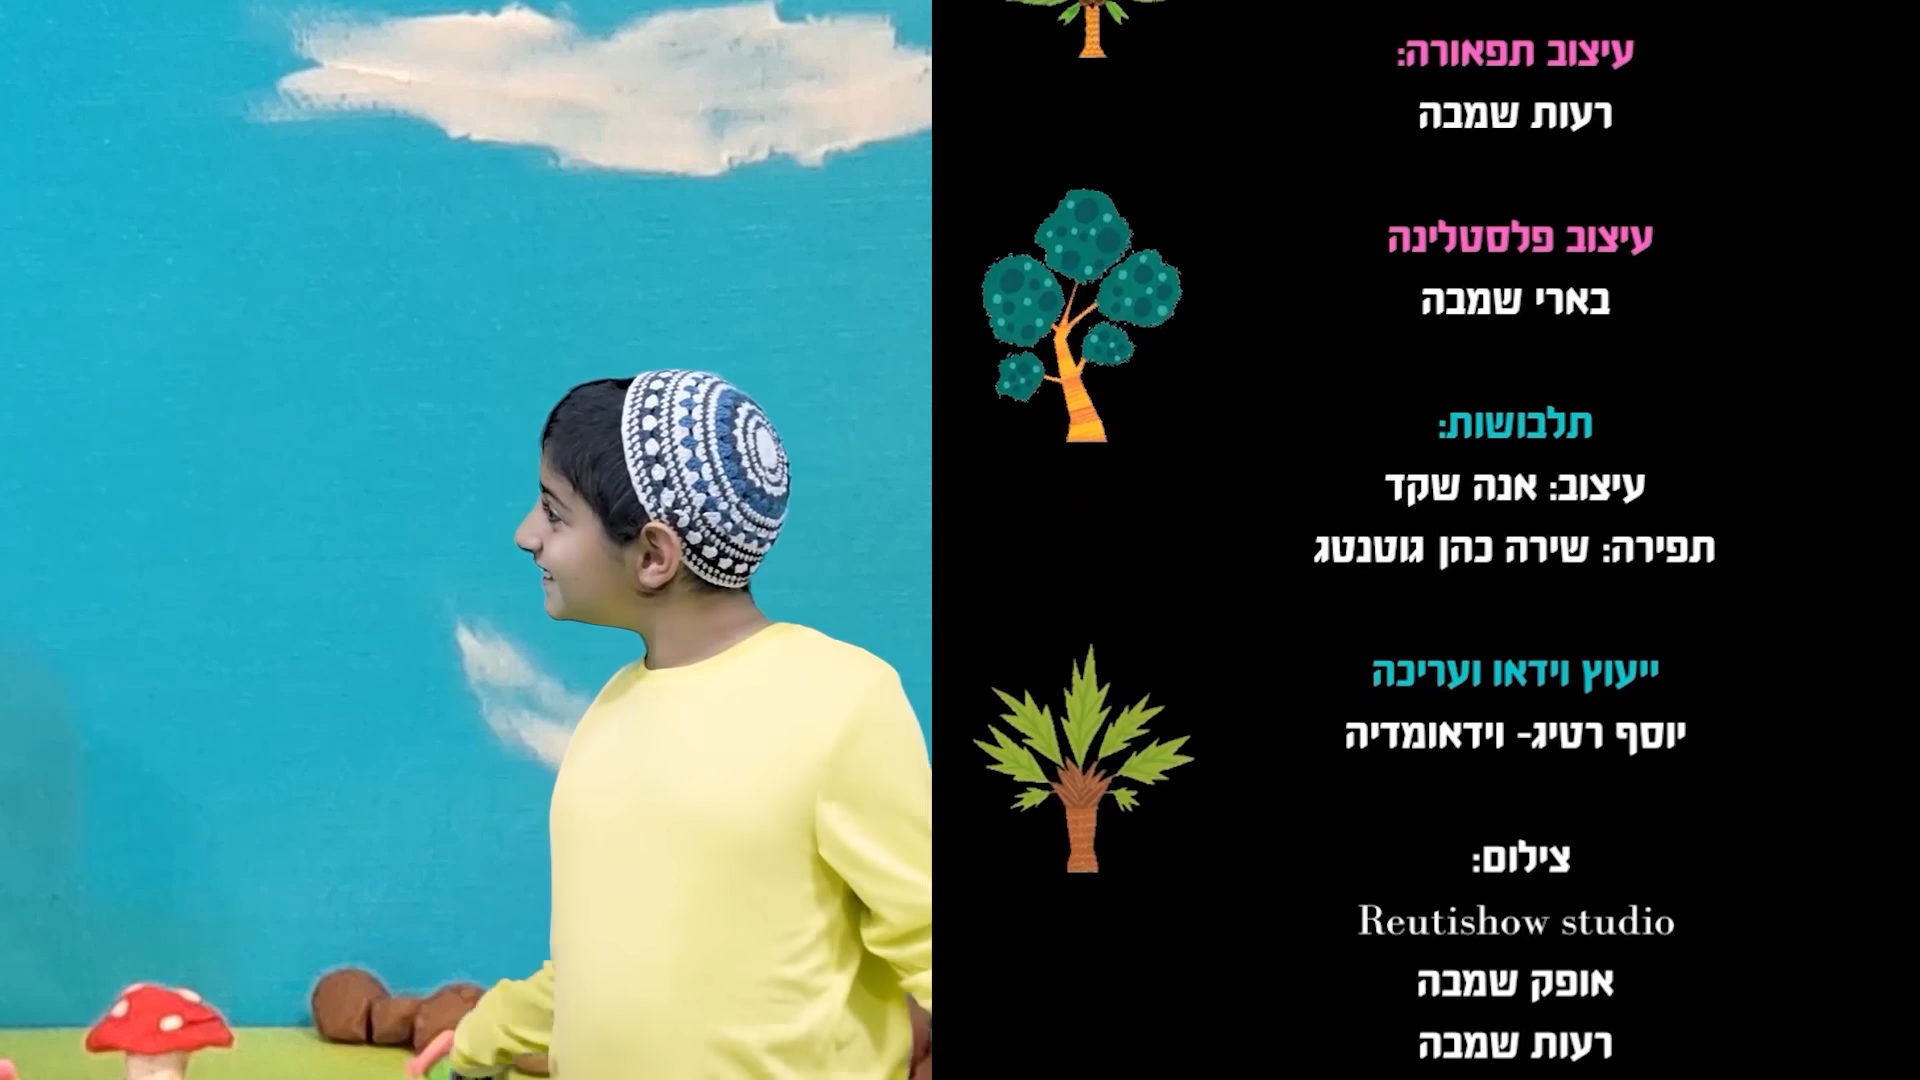 עיצוב תפאורה:
רעות שמבה
עיצוב פלסטלינה
בארי שמבה
תלבושות:
עיצוב: אנה שקד
תפירה: שירה כהן גוטנטג
ייעוץ וידאו ועריכה
יוסף רטיג- וידאומדיה
צילום:
Reutishow studio
אופק שמבה
רעות שמבה